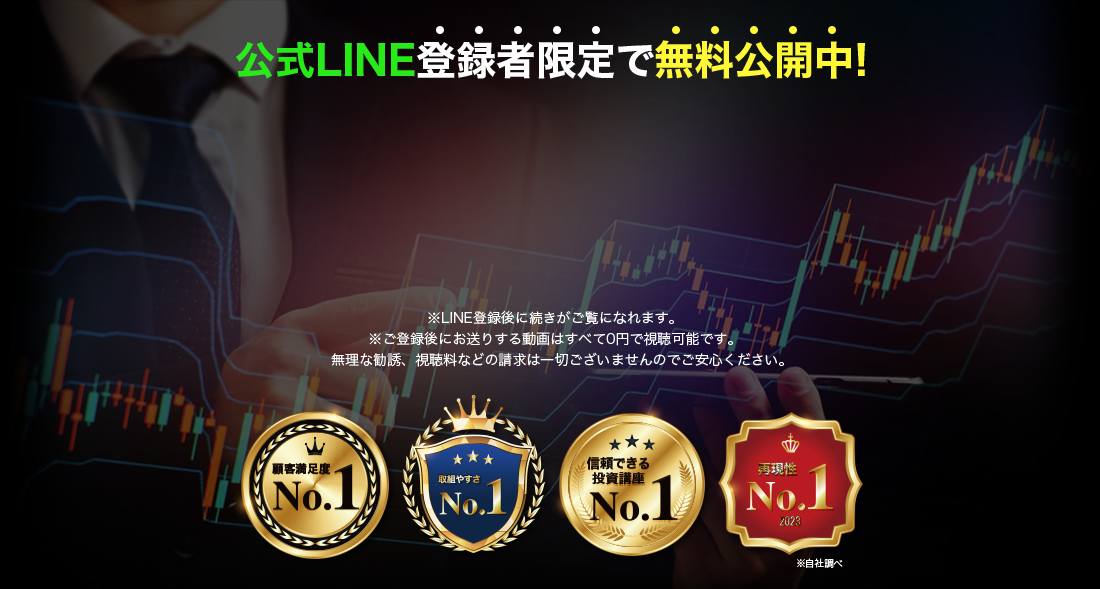 公式LINE登録者限定で無料公開中!
※LINE登録後に続きがご覧になれます。
※ご登録後にお送りする動画はすべて0円で視聴可能です。
無理な勧誘、視聴料などの請求は一切ございませんのでご安心ください。
顧客満足度
No.1
取組やすさ
No.1
信頼できる
投資講座
No.1
再現性
No.1
2023
※自社調べ